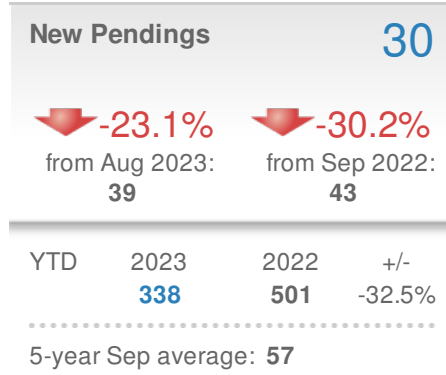 New Pendings 30
-23.1% -30.2%
from Aug 2023: from Sep 2022:
39 43
YTD 2023 2022 +/-
338 501 -32.5%
5-year Sep average: 57